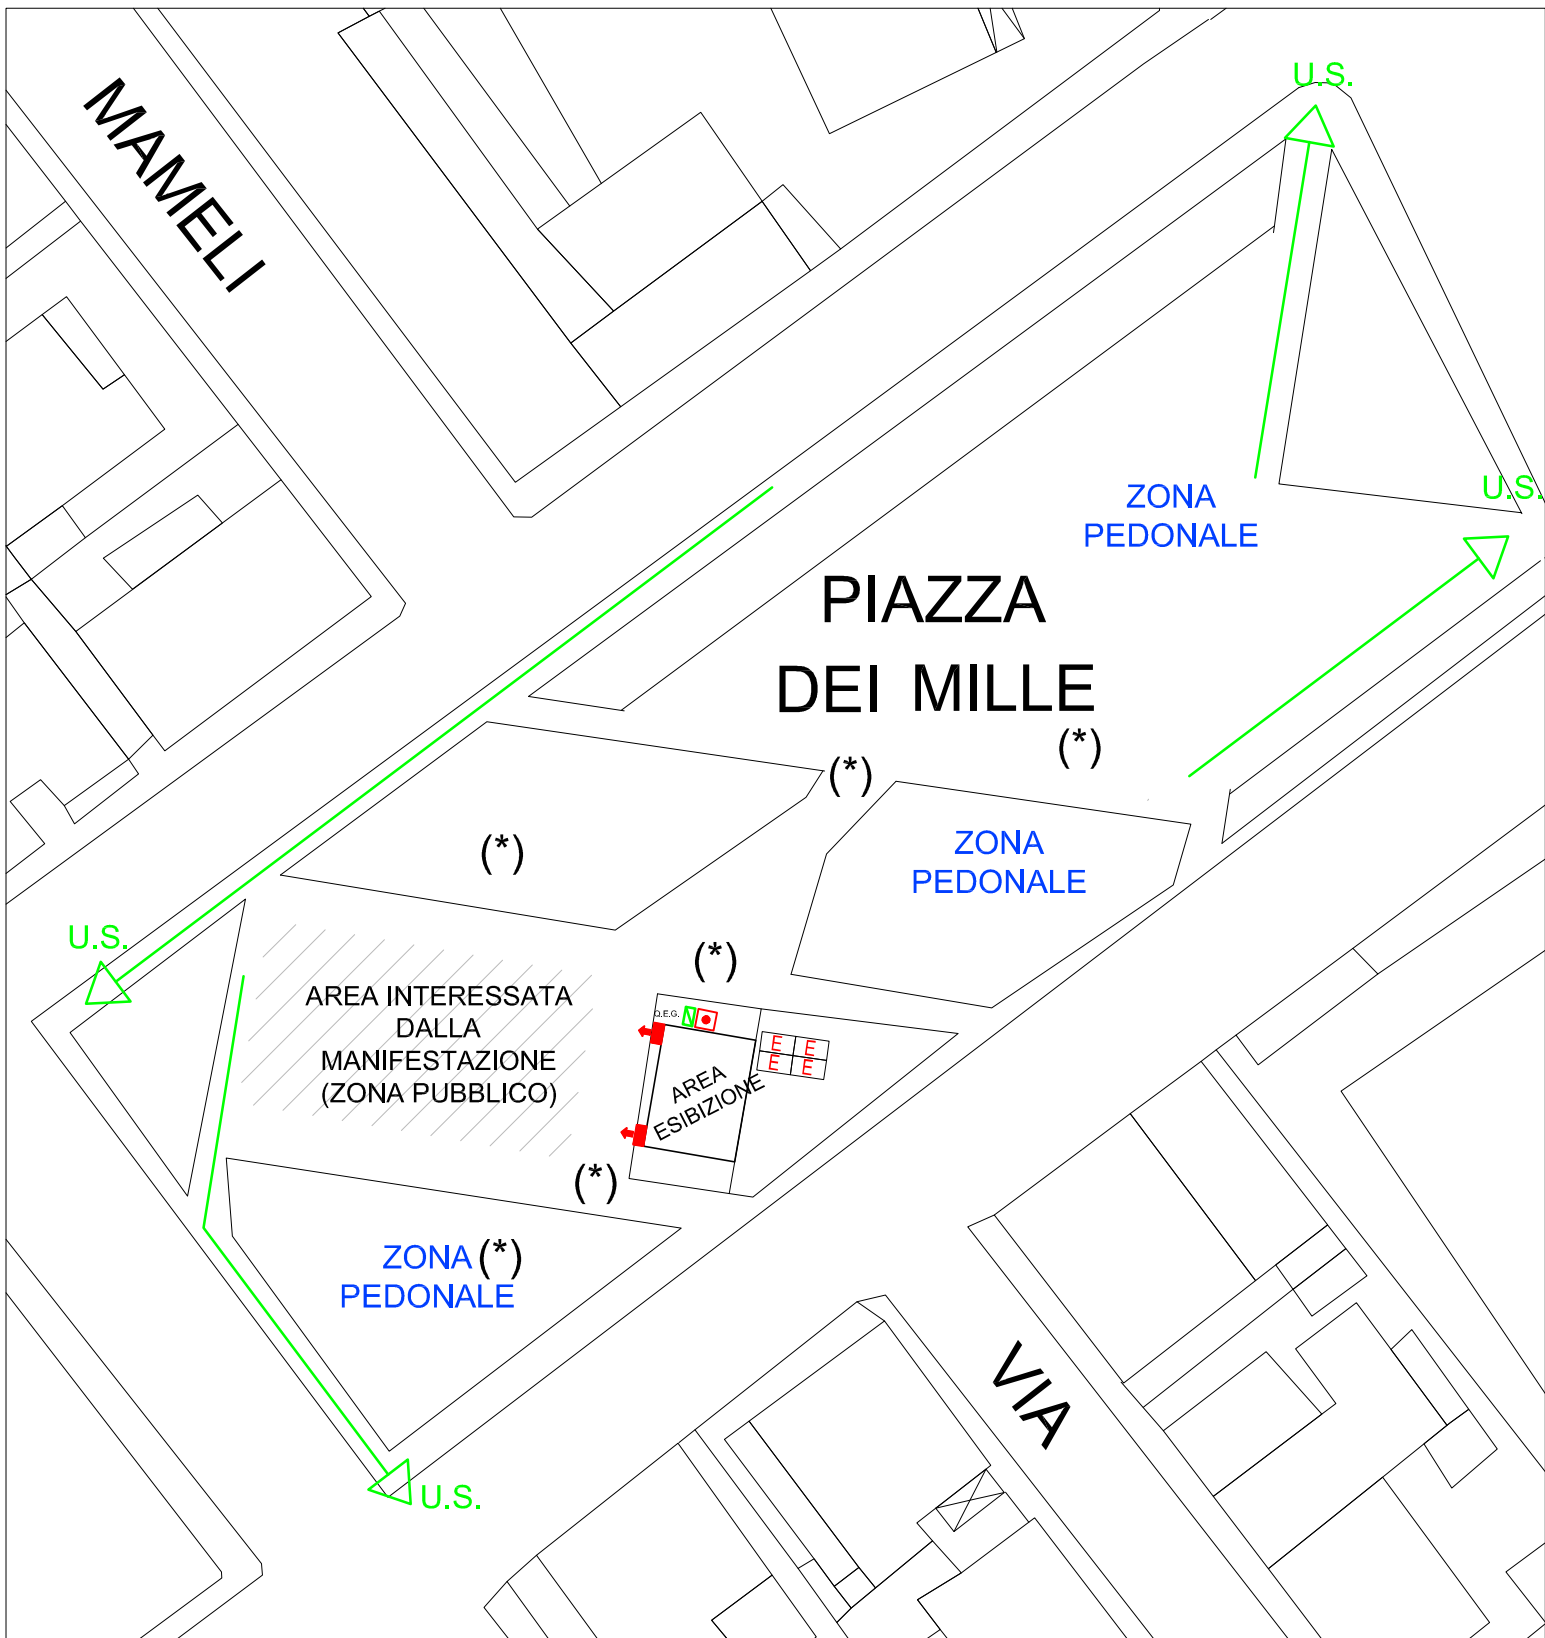 U.S.
MAMELI
ZONA
PEDONALE
U.S.
PIAZZA
DEI MILLE
(*)
(*)
(*)
ZONA
PEDONALE
U.S.
(*)
AREA INTERESSATA
DALLA
MANIFESTAZIONE
(ZONA PUBBLICO)
Q.E.G.
E E
E E
AREA
ESIBIZIONE
(*)
ZONA (*)
PEDONALE
VIA
U.S.